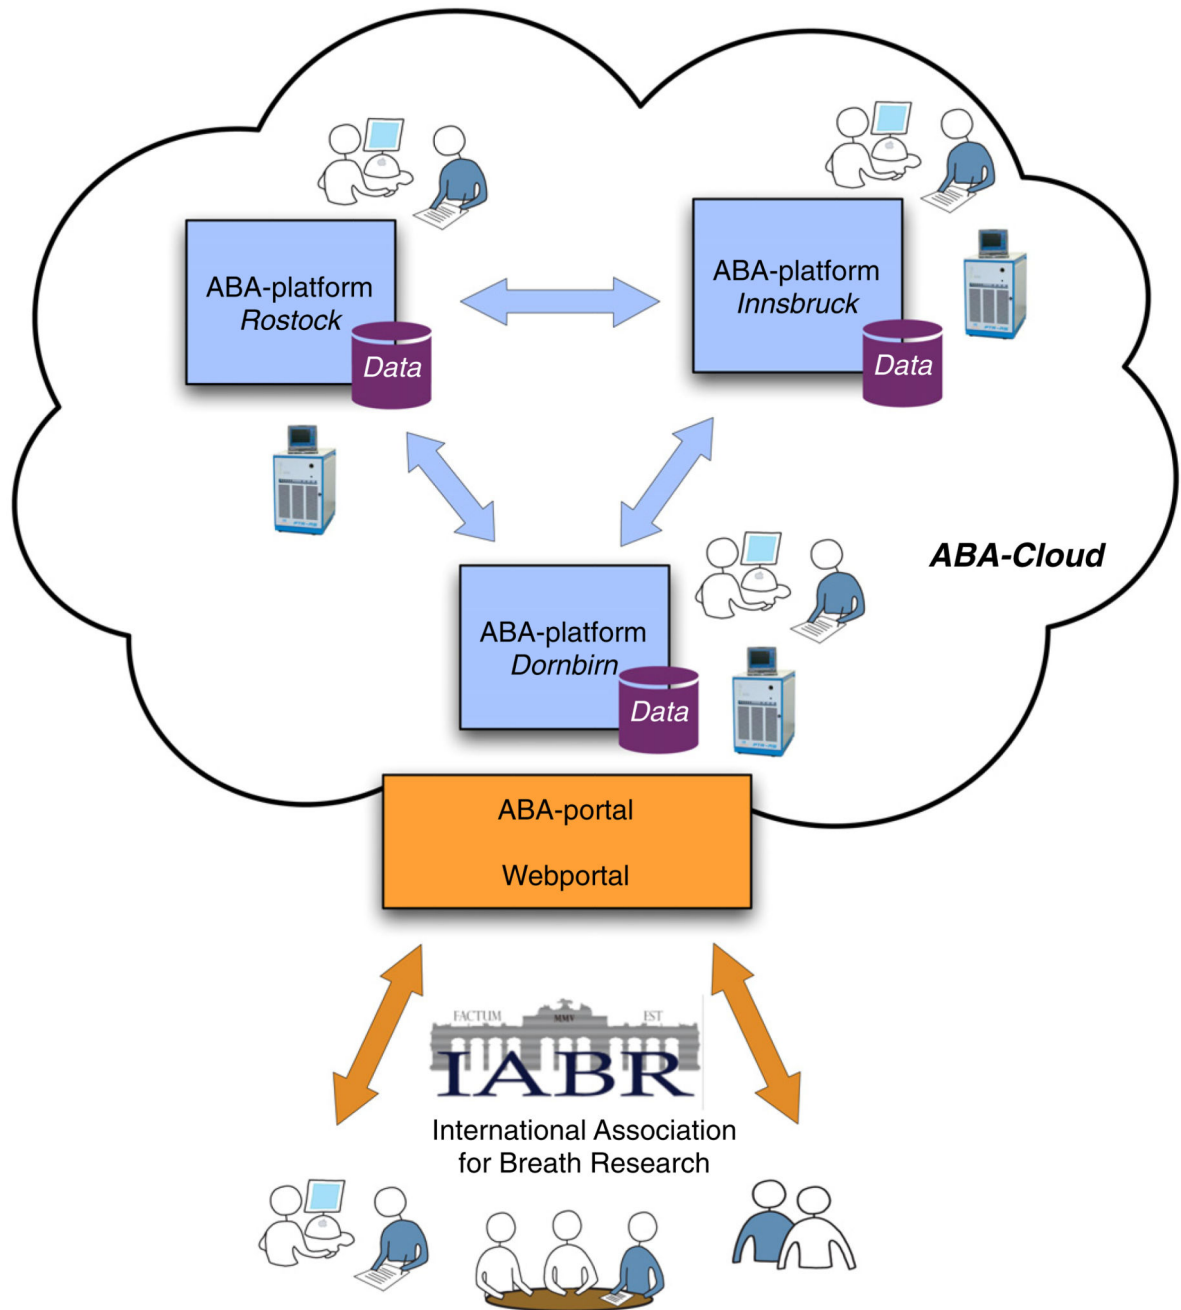 ABA-platform
Rostock
Data
ABA-platform
Innsbruck
Data
ABA-Cloud
ABA-platform
Dornbirn
Data
ABA-portal
Webportal
FACTUM MMV EST
IABR
International Association
for Breath Research